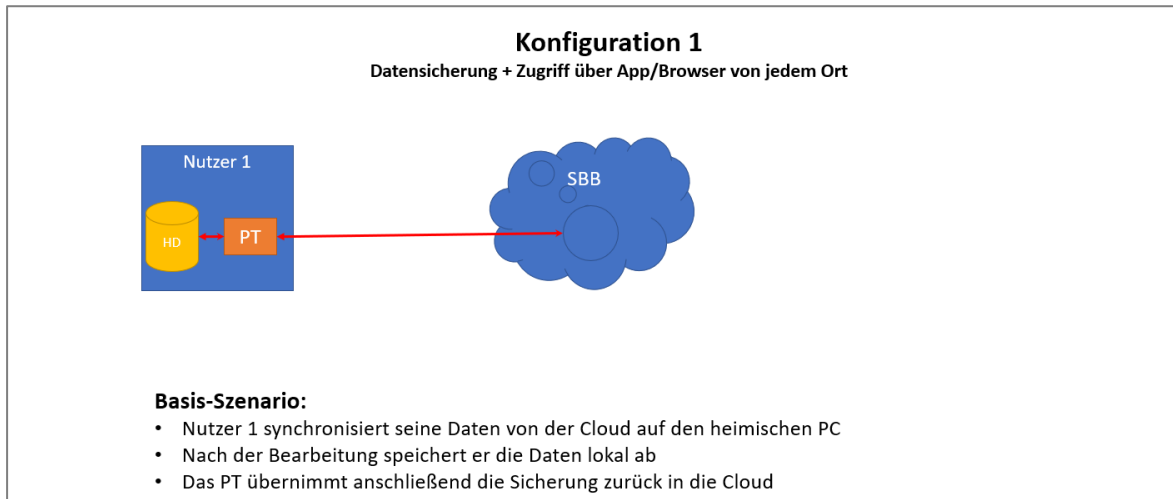 Konfiguration 1
Datensicherung + Zugriff über App/Browser von jedem Ort
Nutzer 1
SBB
HD
PT
Basis-Szenario:
• Nutzer 1 synchronisiert seine Daten von der Cloud auf den heimischen PC
• Nach der Bearbeitung speichert er die Daten lokal ab
• Das PT übernimmt anschließend die Sicherung zurück in die Cloud